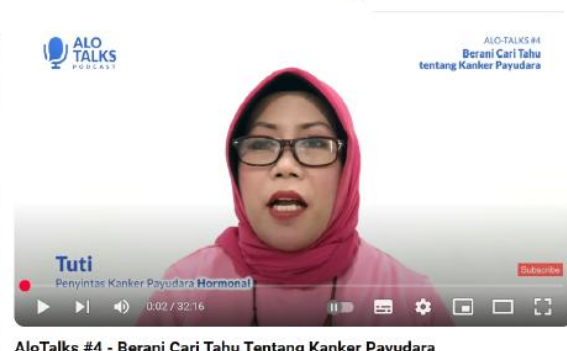 ALO
TALKS
PODCAST
ALO-TALKS #4
Berani Cari Tahu
tentang Kanker Payudara
Tuti
Penyintas Kanker Payudara Hormonal
Subscribe
0:02 / 32:16
AloTalks #4 - Berani Cari Tahu Tentang Kanker Payudara